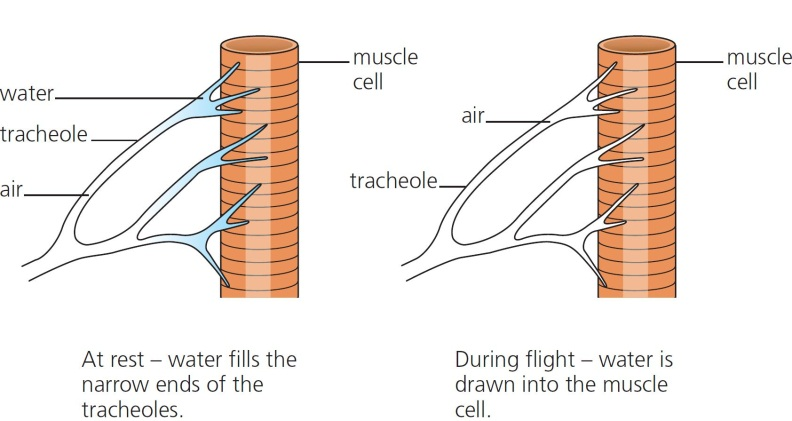 muscle
cell
water
tracheole
air
muscle
cell
air
tracheole
At rest – water fills the
narrow ends of the
tracheoles.
During flight – water is
drawn into the muscle
cell.